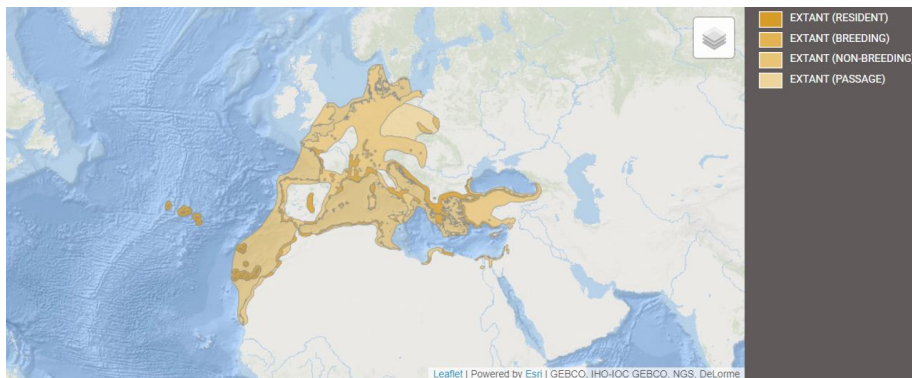 EXTANT (RESIDENT)
EXTANT (BREEDING)
EXTANT (NON-BREEDING)
EXTANT (PASSAGE)
Leaflet | Powered by Esri | GEBCO, IHO-IOC GEBCO, NGS, DeLorme